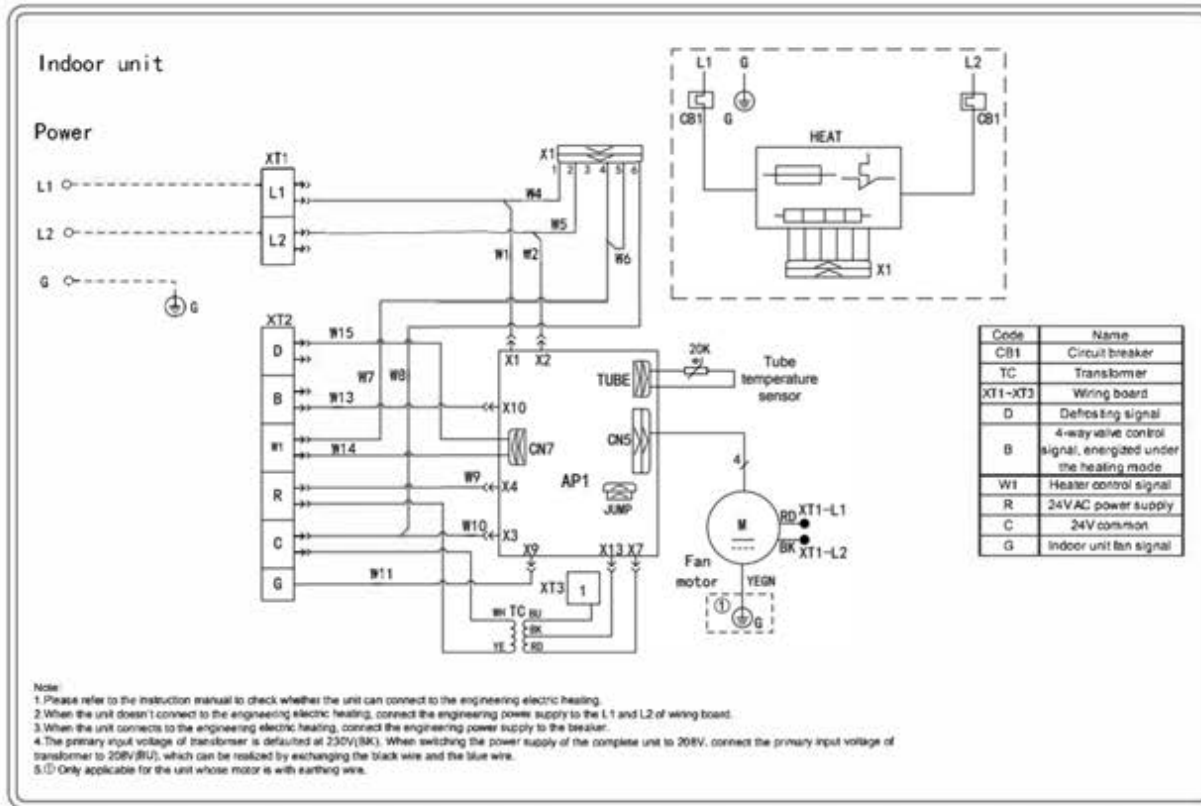 Indoor unit
Power
L1
L2
G
G
XT1
L1
L2
X1
1 2 3 4 5 6
W4
W5
W1
W2
W6
L1 G L2
CB1 G CB1
HEAT
X1
XT2
D
B
W1
R
C
G
W15
W7
W8
W13
W14
W9
W10
W11
X1 X2
X10
CN7
X4
X3
X9
X13 X7
AP1
TUBE
CN5
JUMP
20K
Tube
temperature
sensor
4
M
RD XT1-L1
BK XT1-L2
Fan
motor
YEGN
①
G
XT3
1
WH TC BU
BK
YE RD
Code Name
CB1 Circuit breaker
TC Transformer
XT1-XT3 Wiring board
D Defrosting signal
B 4-way valve control
signal, energized under
the heating mode
W1 Heater control signal
R 24VAC power supply
C 24V common
G Indoor unit fan signal
Note:
1.Please refer to the instruction manual to check whether the unit can connect to the engineering electric heating.
2.When the unit doesn't connect to the engineering electric heating, connect the engineering power supply to the L1 and L2 of wiring board.
3.When the unit connects to the engineering electric heating, connect the engineering power supply to the breaker.
4.The primary input voltage of transformer is defaulted at 230V(BK). When switching the power supply of the complete unit to 208V, connect the primary input voltage of
transformer to 208V(BU), which can be realized by exchanging the black wire and the blue wire.
5.① Only applicable for the unit whose motor is with earthing wire.